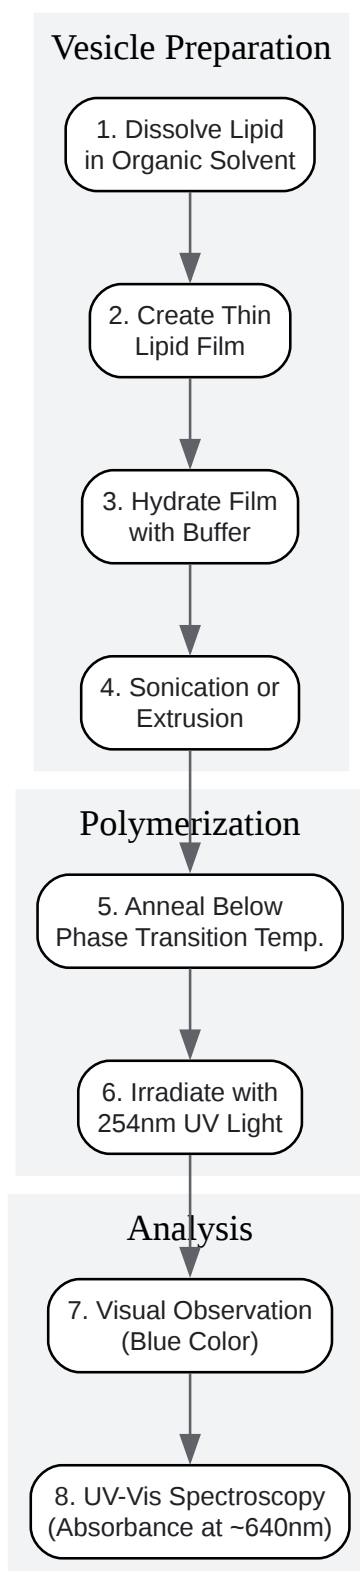 Vesicle Preparation
1. Dissolve Lipid
in Organic Solvent
2. Create Thin
Lipid Film
3. Hydrate Film
with Buffer
4. Sonication or
Extrusion
Polymerization
5. Anneal Below
Phase Transition Temp.
6. Irradiate with
254nm UV Light
Analysis
7. Visual Observation
(Blue Color)
8. UV-Vis Spectroscopy
(Absorbance at ~640nm)